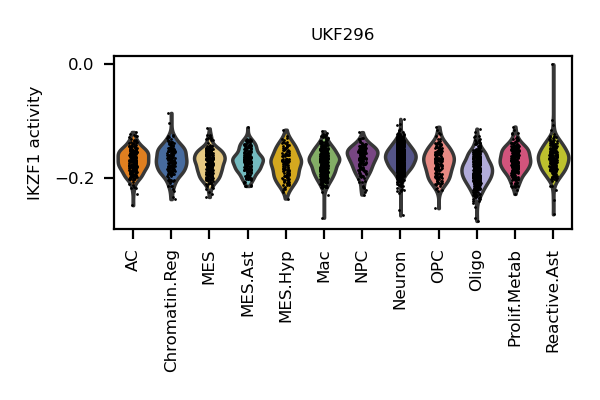 UKF296
IKZF1 activity
0.0
−0.2
AC
Chromatin.Reg
MES
MES.Ast
MES.Hyp
Mac
NPC
Neuron
OPC
Oligo
Prolif.Metab
Reactive.Ast